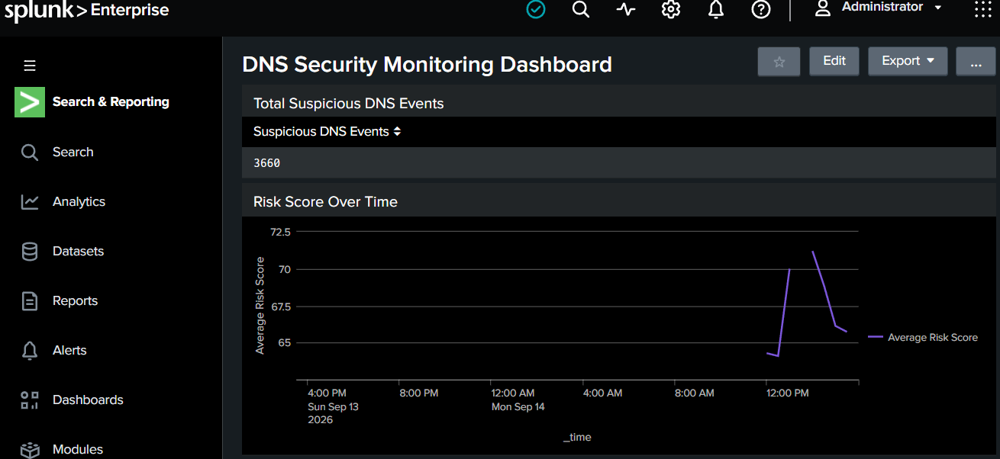 splunk> Enterprise
Administrator
DNS Security Monitoring Dashboard
Edit
Export
...
Search & Reporting
Search
Analytics
Datasets
Reports
Alerts
Dashboards
Modules
Total Suspicious DNS Events
Suspicious DNS Events
3660
Risk Score Over Time
Average Risk Score
72.5
70
67.5
65
4:00 PM
Sun Sep 13
2026
8:00 PM
12:00 AM
Mon Sep 14
4:00 AM
8:00 AM
12:00 PM
_time
Average Risk Score